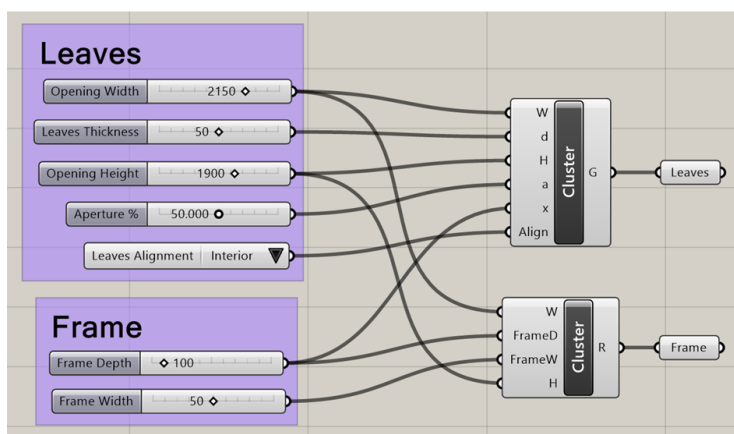 Leaves
Opening Width 2150
Leaves Thickness 50
Opening Height 1900
Aperture % 50.000
Leaves Alignment Interior
Frame
Frame Depth 100
Frame Width 50
W
d
H
a
x
Align
Cluster
G
Leaves
W
FrameD
FrameW
H
Cluster
R
Frame